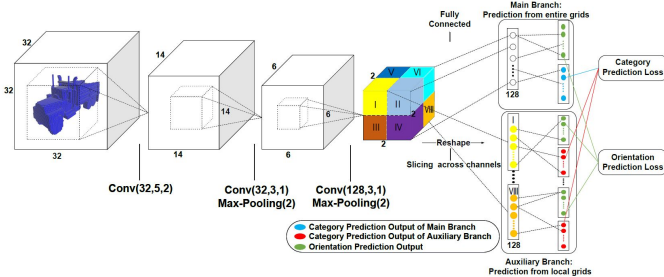 Main Branch:
Prediction from entire grids
Fully
Connected
32
32
32
14
14
14
6
6
6
2
2
2
V
VI
I
II
VIII
III
IV
128
Category
Prediction Loss
Reshape
Slicing across channels
I
VIII
128
Orientation
Prediction Loss
Conv(32,5,2)
Conv(32,3,1)
Max-Pooling(2)
Conv(128,3,1)
Max-Pooling(2)
Category Prediction Output of Main Branch
Category Prediction Output of Auxiliary Branch
Orientation Prediction Output
Auxiliary Branch:
Prediction from local grids